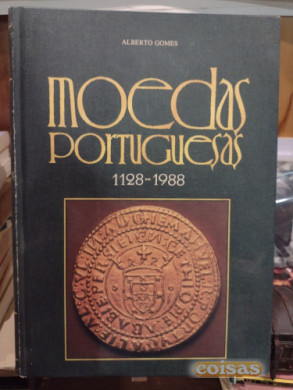 ALBERTO GOMES
moedas
PORTUGUESAS
1128-1988
coisas